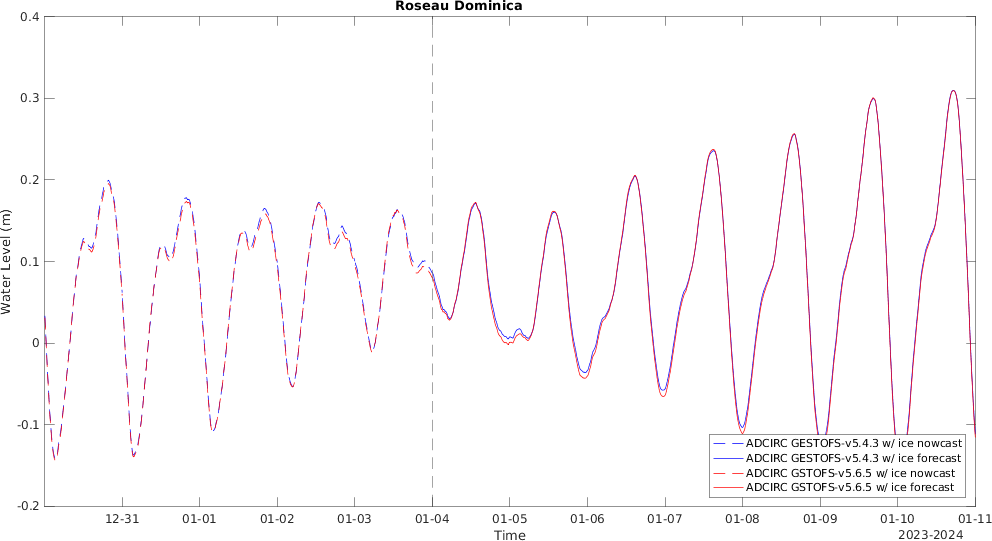 Roseau Dominica
0.4
0.3
0.2
0.1
0
-0.1
-0.2
Water Level (m)
ADCIRC GESTOFS-v5.4.3 w/ ice nowcast
ADCIRC GESTOFS-v5.4.3 w/ ice forecast
ADCIRC GSTOFS-v5.6.5 w/ ice nowcast
ADCIRC GSTOFS-v5.6.5 w/ ice forecast
12-31 01-01 01-02 01-03 01-04 01-05 01-06 01-07 01-08 01-09 01-10 01-11
Time
2023-2024